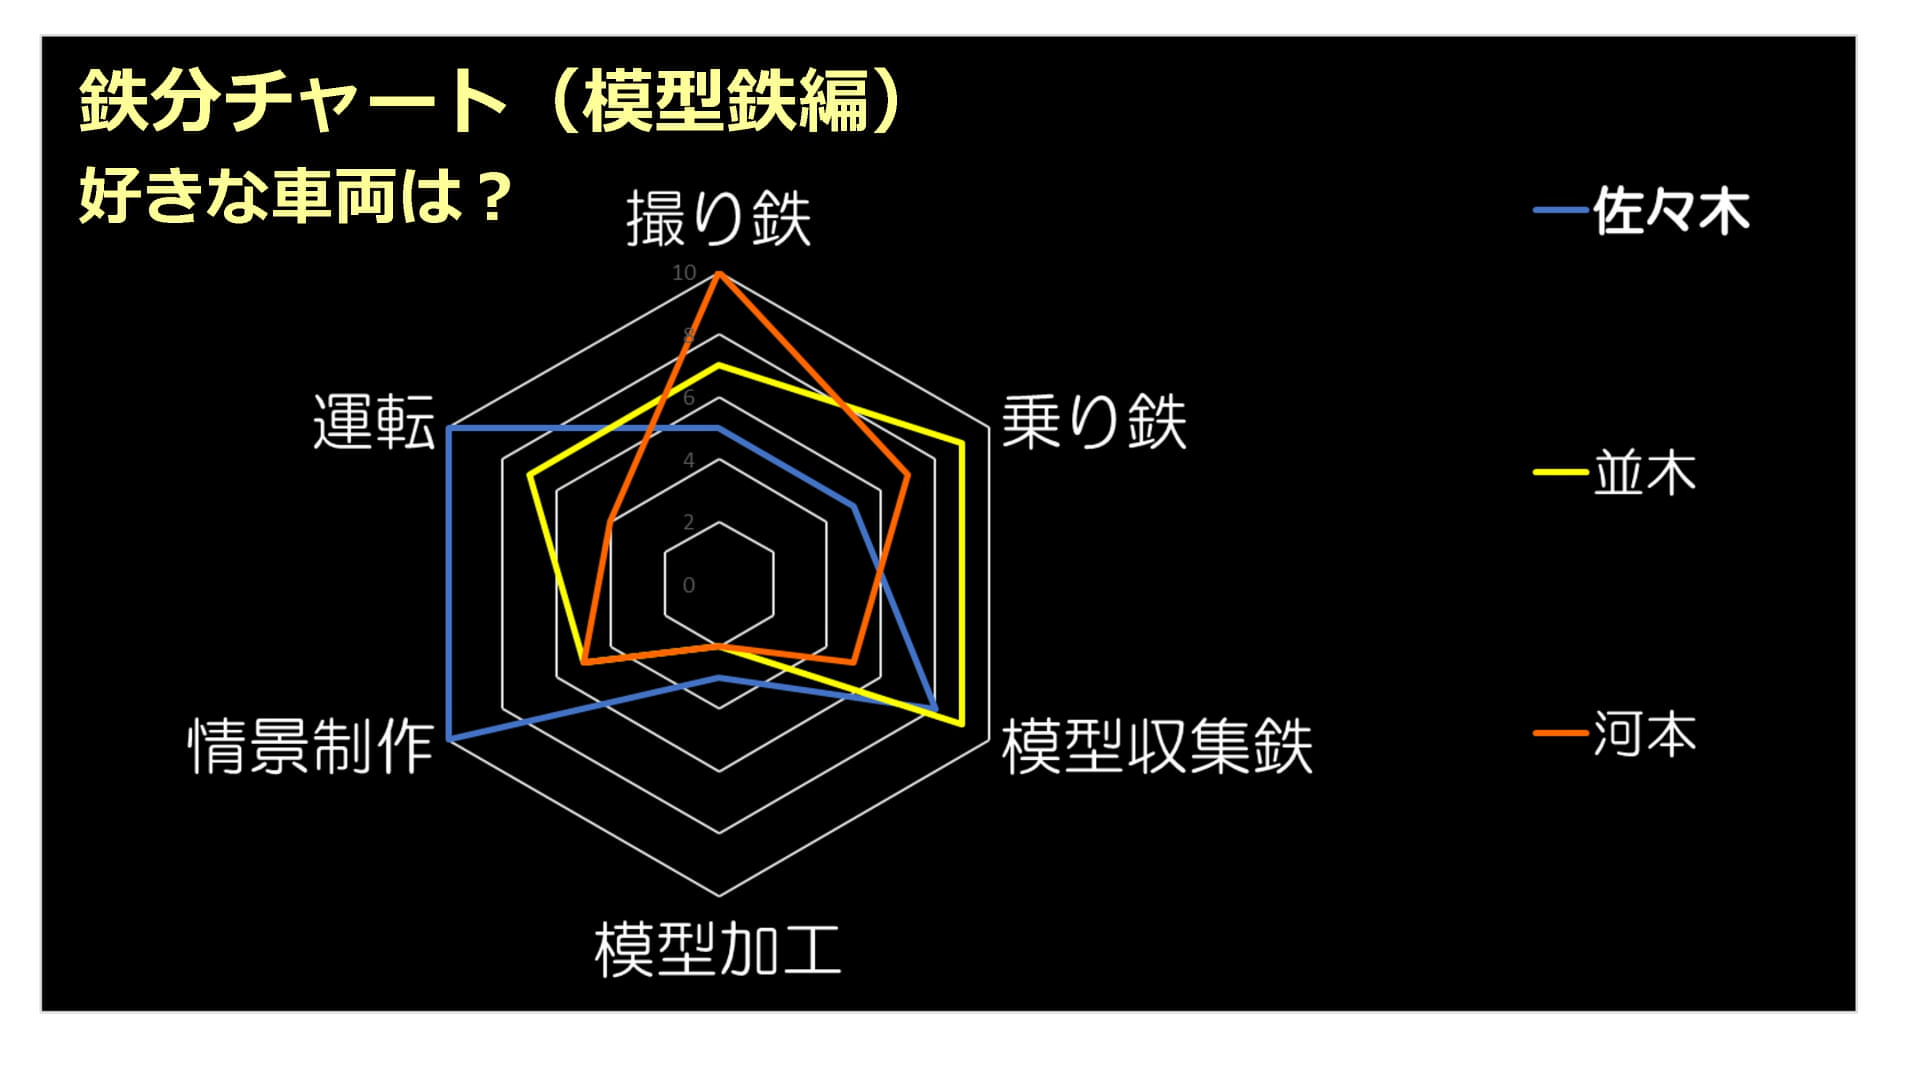 鉄分チャート（模型鉄編）
好きな車両は？
撮り鉄
乗り鉄
模型収集鉄
模型加工
情景制作
運転
10
8
6
4
2
0
佐々木
並木
河本